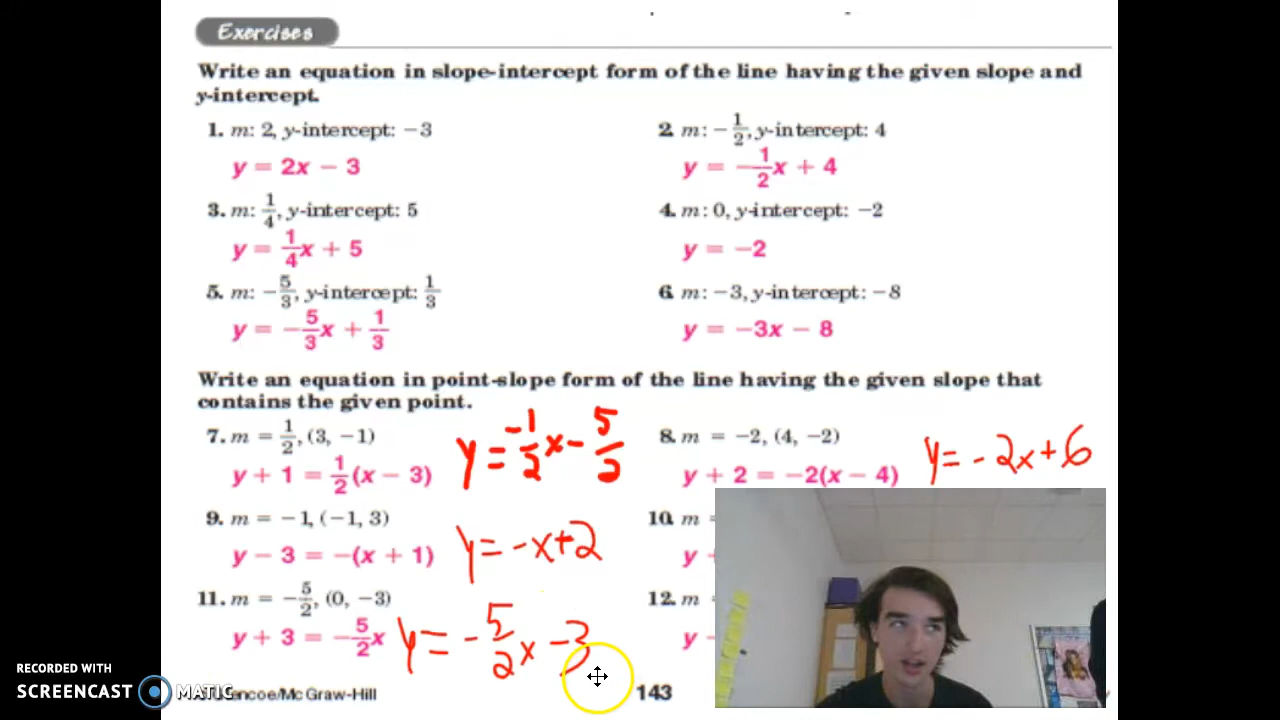 Exercises
Write an equation in slope-intercept form of the line having the given slope and
y-intercept.
1. m: 2, y-intercept: −3
2. m: −1/2, y-intercept: 4
y = 2x − 3
y = −1/2x + 4
3. m: 1/4, y-intercept: 5
4. m: 0, y-intercept: −2
y = 1/4x + 5
y = −2
5. m: −5/3, y-intercept: 1/3
6. m: −3, y-intercept: −8
y = −5/3x + 1/3
y = −3x − 8
Write an equation in point-slope form of the line having the given slope that
contains the given point.
7. m = 1/2, (3, −1)
y = -1/2x - 5/2
8. m = −2, (4, −2)
y = -2x+6
y + 1 = 1/2(x − 3)
y + 2 = −2(x − 4)
9. m = −1, (−1, 3)
10. m
y = -x+2
y − 3 = −(x + 1)
y
11. m = −5/2, (0, −3)
12. m
y + 3 = −5/2x
y = -5/2x -3
y
RECORDED WITH
SCREENCAST MATIC
encoe/McGraw-Hill
143